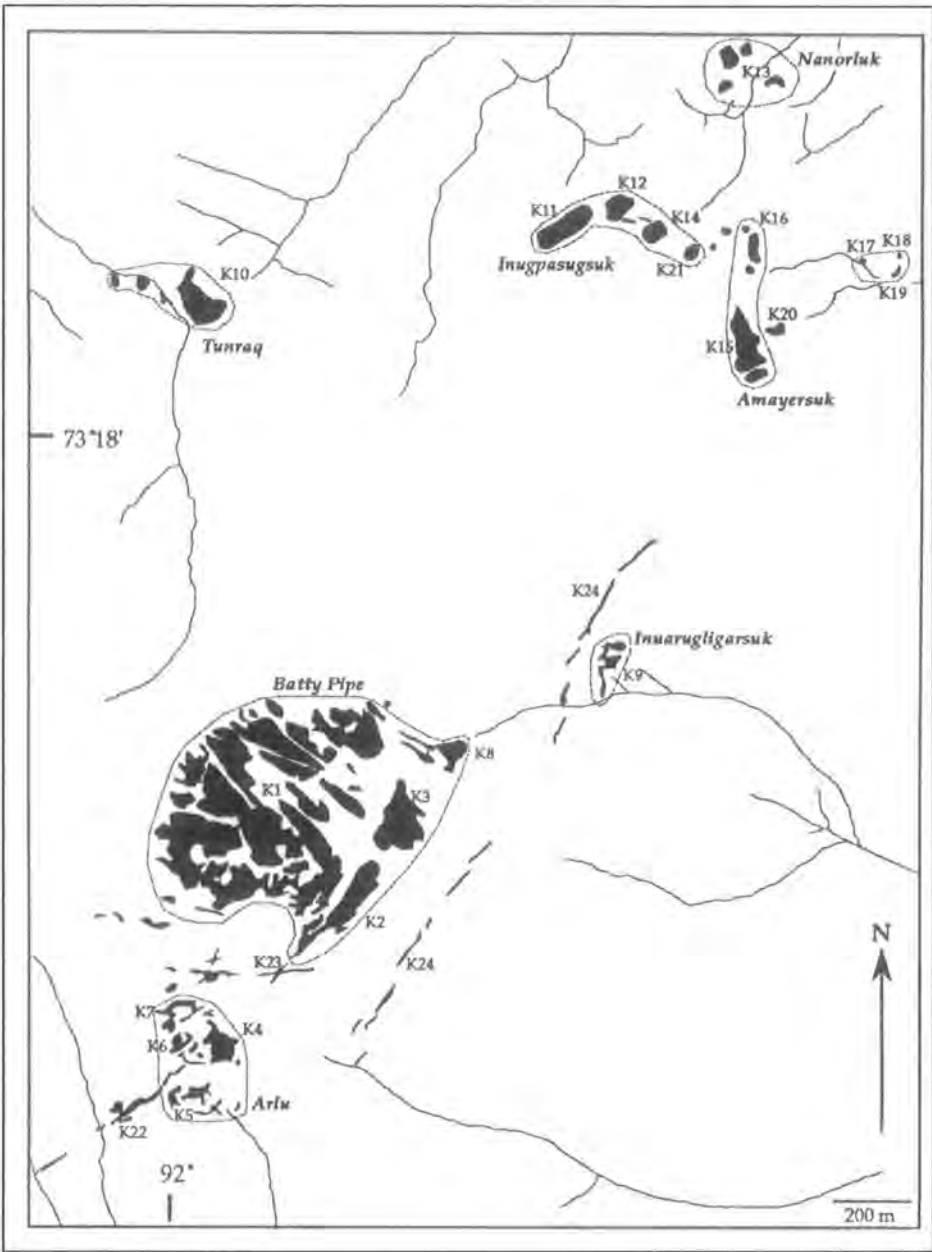 Nanorluk
K13
K12
K11
K14
K16
K17
K18
Inugpasugsuk
K21
K10
K19
K20
Tunraq
K15
Amayersuk
73°18'
K24
Inuarugligarsuk
K9
Batty Pipe
K8
K1
K3
K2
N
K23
K24
K7
K4
K6
K5
Arlu
K22
92°
200 m